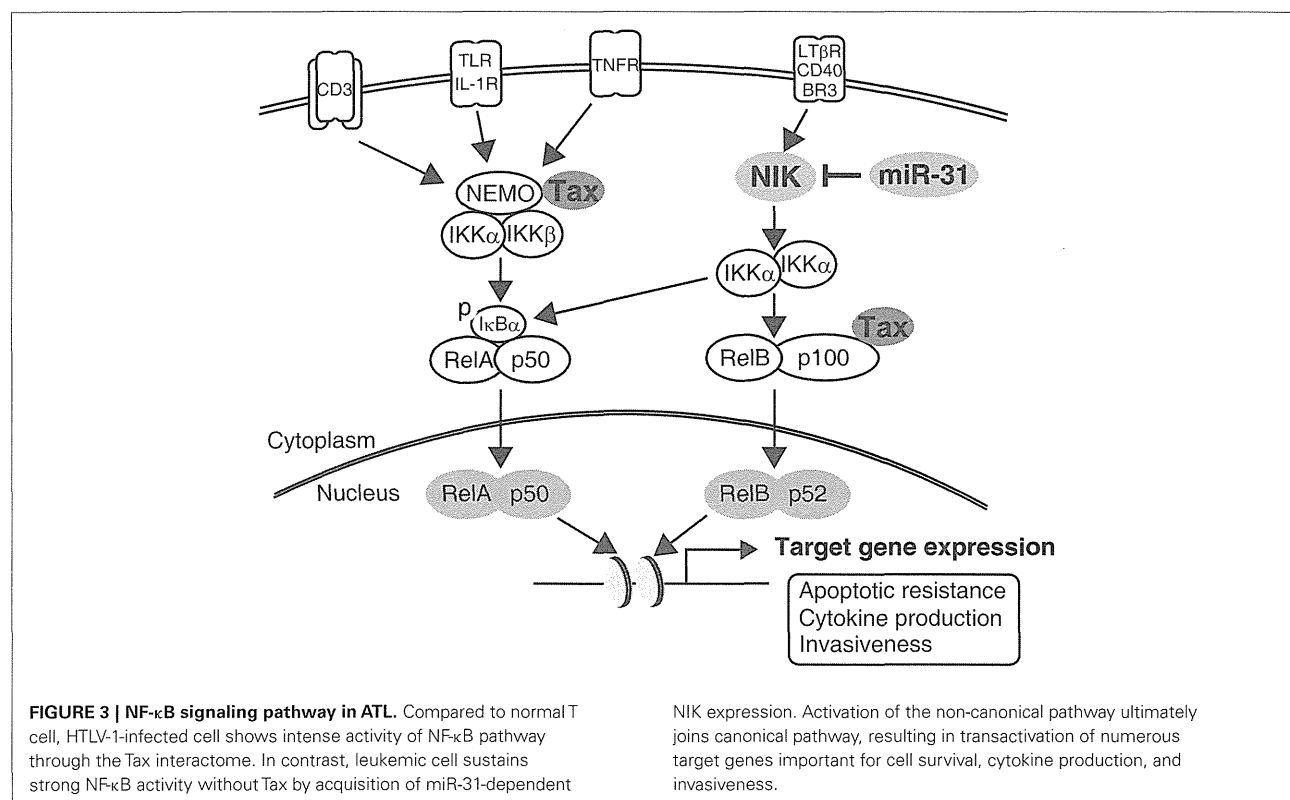 CD3
TLR
IL-1R
TNFR
LTβR
CD40
BR3
NEMO
Tax
NIK
miR-31
IKKα
IKKβ
IKKα
IKKα
p
IκBα
RelA
p50
RelB
p100
Tax
Cytoplasm
Nucleus
RelA
p50
RelB
p52
Target gene expression
Apoptotic resistance
Cytokine production
Invasiveness
FIGURE 3 | NF-κB signaling pathway in ATL. Compared to normal T
cell, HTLV-1-infected cell shows intense activity of NF-κB pathway
through the Tax interactome. In contrast, leukemic cell sustains
strong NF-κB activity without Tax by acquisition of miR-31-dependent
NIK expression. Activation of the non-canonical pathway ultimately
joins canonical pathway, resulting in transactivation of numerous
target genes important for cell survival, cytokine production, and
invasiveness.